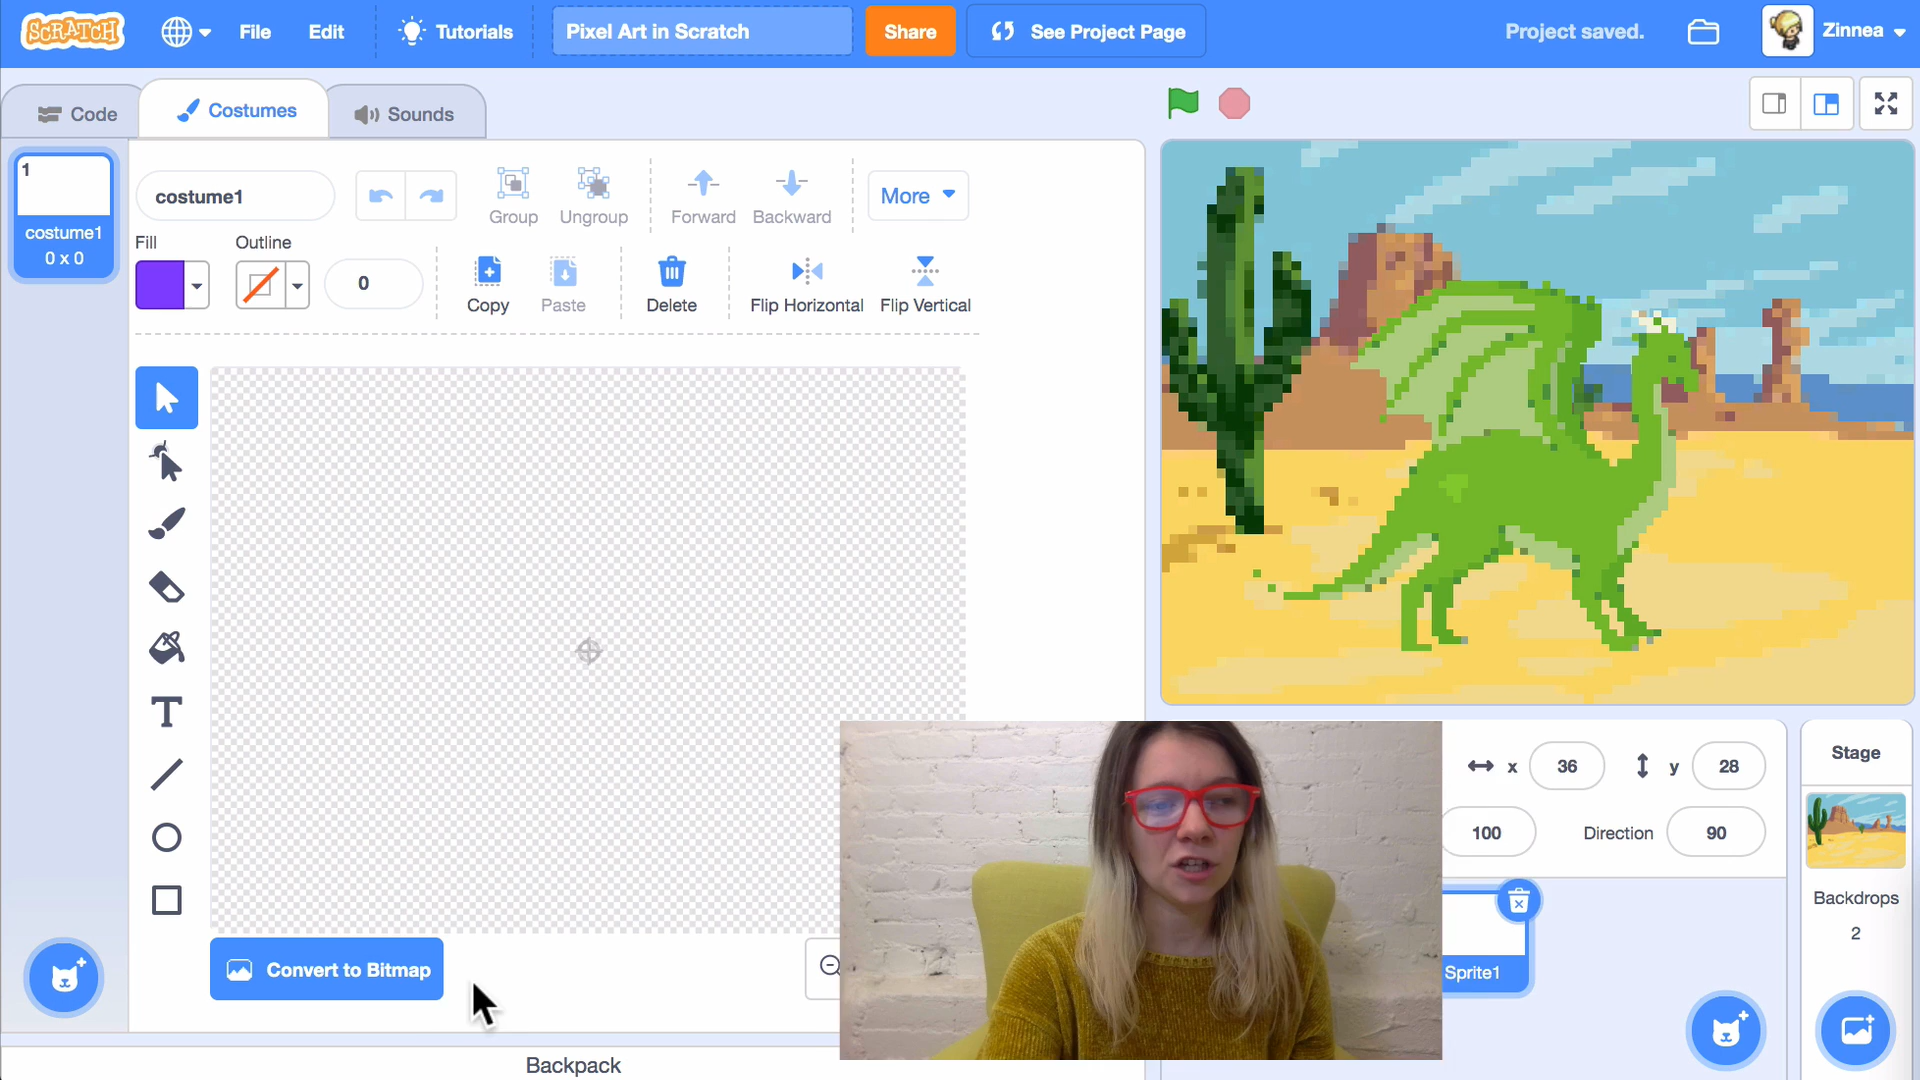 SCRATCH
File
Edit
Tutorials
Pixel Art in Scratch
Share
See Project Page
Project saved.
Zinnea
Code
Costumes
Sounds
1
costume1
0 x 0
costume1
Group
Ungroup
Forward
Backward
More
Fill
Outline
0
Copy
Paste
Delete
Flip Horizontal
Flip Vertical
T
Convert to Bitmap
Backpack
x
36
y
28
100
Direction
90
Sprite1
Stage
Backdrops
2